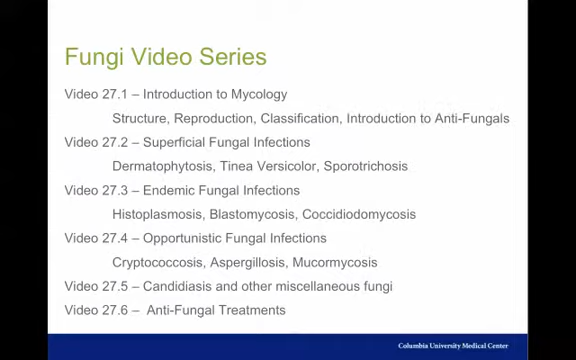 Fungi Video Series
Video 27.1 – Introduction to Mycology
Structure, Reproduction, Classification, Introduction to Anti-Fungals
Video 27.2 – Superficial Fungal Infections
Dermatophytosis, Tinea Versicolor, Sporotrichosis
Video 27.3 – Endemic Fungal Infections
Histoplasmosis, Blastomycosis, Coccidiodomycosis
Video 27.4 – Opportunistic Fungal Infections
Cryptococcosis, Aspergillosis, Mucormycosis
Video 27.5 – Candidiasis and other miscellaneous fungi
Video 27.6 – Anti-Fungal Treatments
Columbia University Medical Center